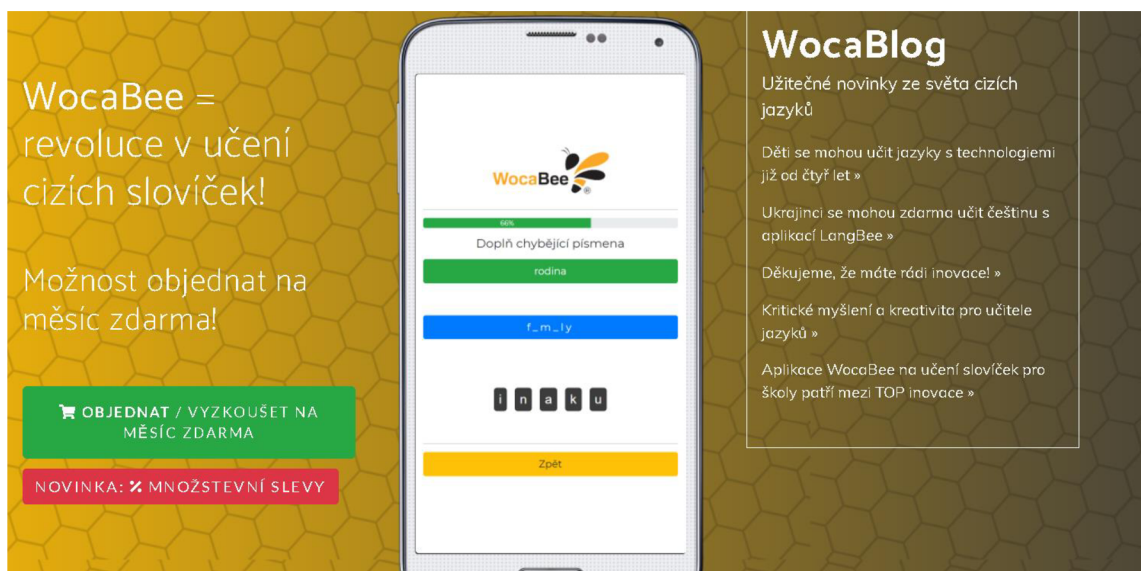 WocaBee =
revoluce v učení
cizích slovíček!
Možnost objednat na
měsíc zdarma!
OBJEDNAT / VYZKOUŠET NA
MĚSÍC ZDARMA
NOVINKA: % MNOŽSTEVNÍ SLEVY
WocaBee
®
66%
Doplň chybějící písmena
rodina
f_m_ly
i n a k u
Zpět
WocaBlog
Užitečné novinky ze světa cizích
jazyků
Děti se mohou učit jazyky s technologiemi
již od čtyř let »
Ukrajinci se mohou zdarma učit češtinu s
aplikací LangBee »
Děkujeme, že máte rádi inovace! »
Kritické myšlení a kreativita pro učitele
jazyků »
Aplikace WocaBee na učení slovíček pro
školy patří mezi TOP inovace »